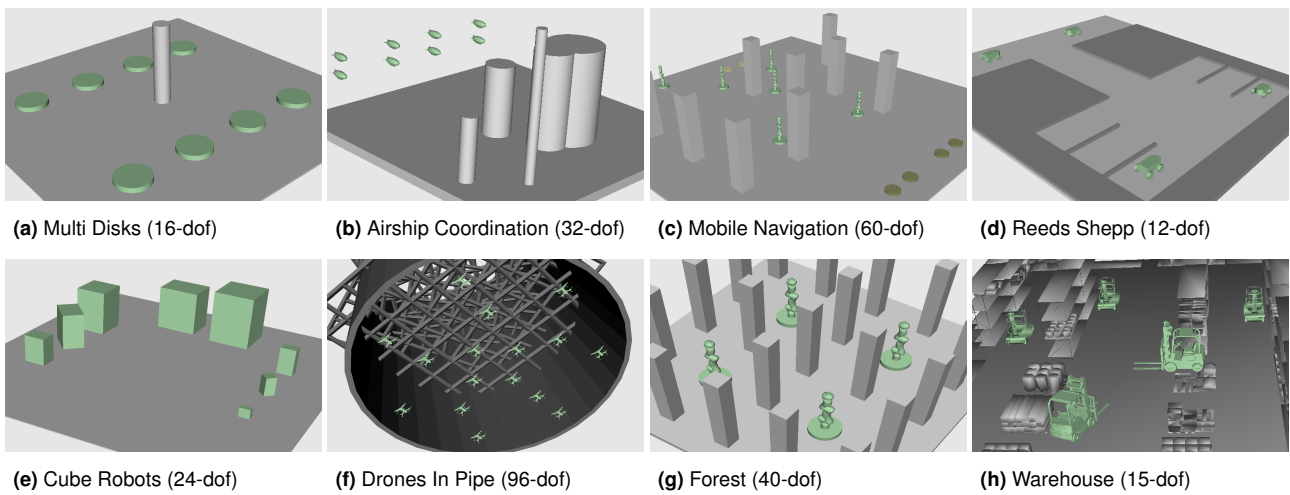 (a) Multi Disks (16-dof)
(b) Airship Coordination (32-dof)
(c) Mobile Navigation (60-dof)
(d) Reeds Shepp (12-dof)
(e) Cube Robots (24-dof)
(f) Drones In Pipe (96-dof)
(g) Forest (40-dof)
(h) Warehouse (15-dof)